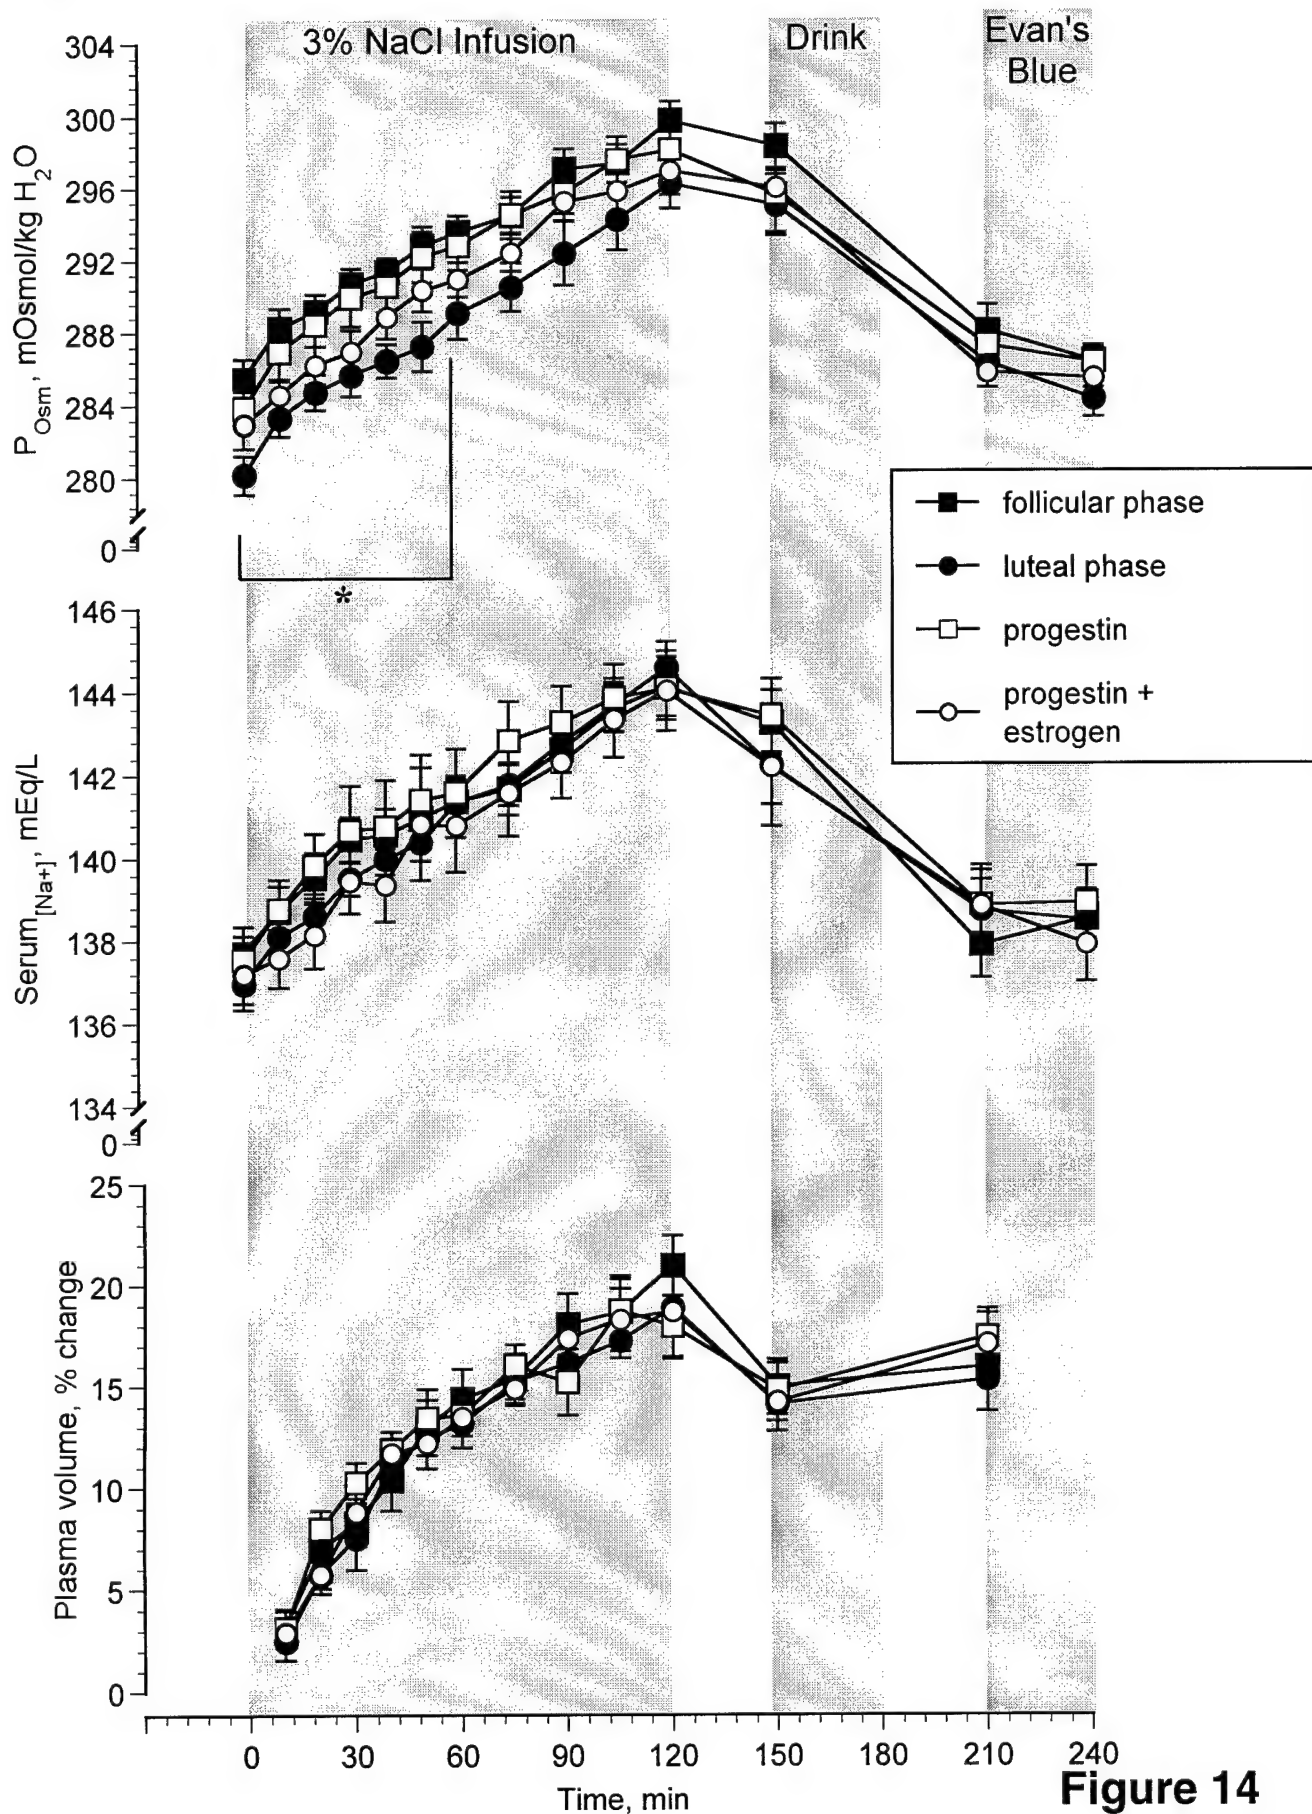 3% NaCl Infusion
Drink
Evan's
Blue
P_Osm, mOsmol/kg H2O
304
300
296
292
288
284
280
0
*
follicular phase
luteal phase
progestin
progestin +
estrogen
Serum[Na+], mEq/L
146
144
142
140
138
136
134
0
Plasma volume, % change
25
20
15
10
5
0
0 30 60 90 120 150 180 210 240
Time, min
Figure 14